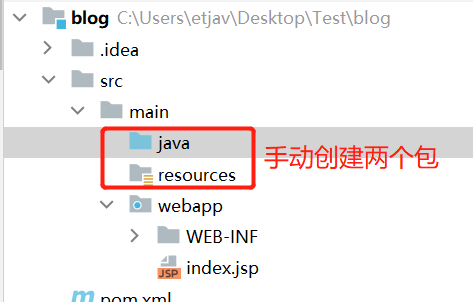 blog C:\Users\etjav\Desktop\Test\blog
.idea
src
main
java
手动创建两个包
resources
webapp
WEB-INF
index.jsp
JSP
pom.xml